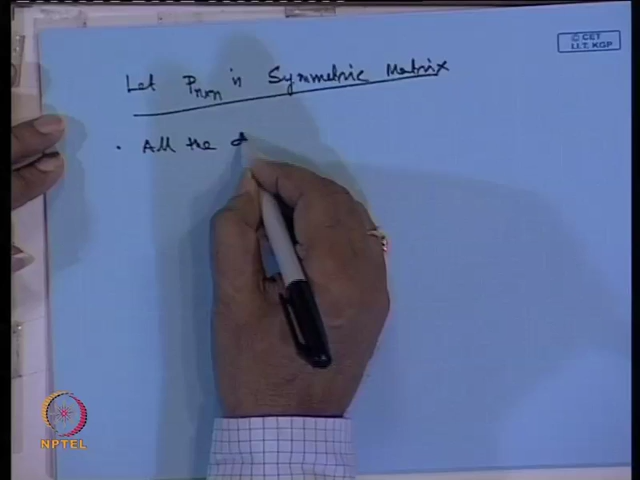 © CET
I.I.T. KGP
Let Pnxn is Symmetric Matrix
. All the
NPTEL